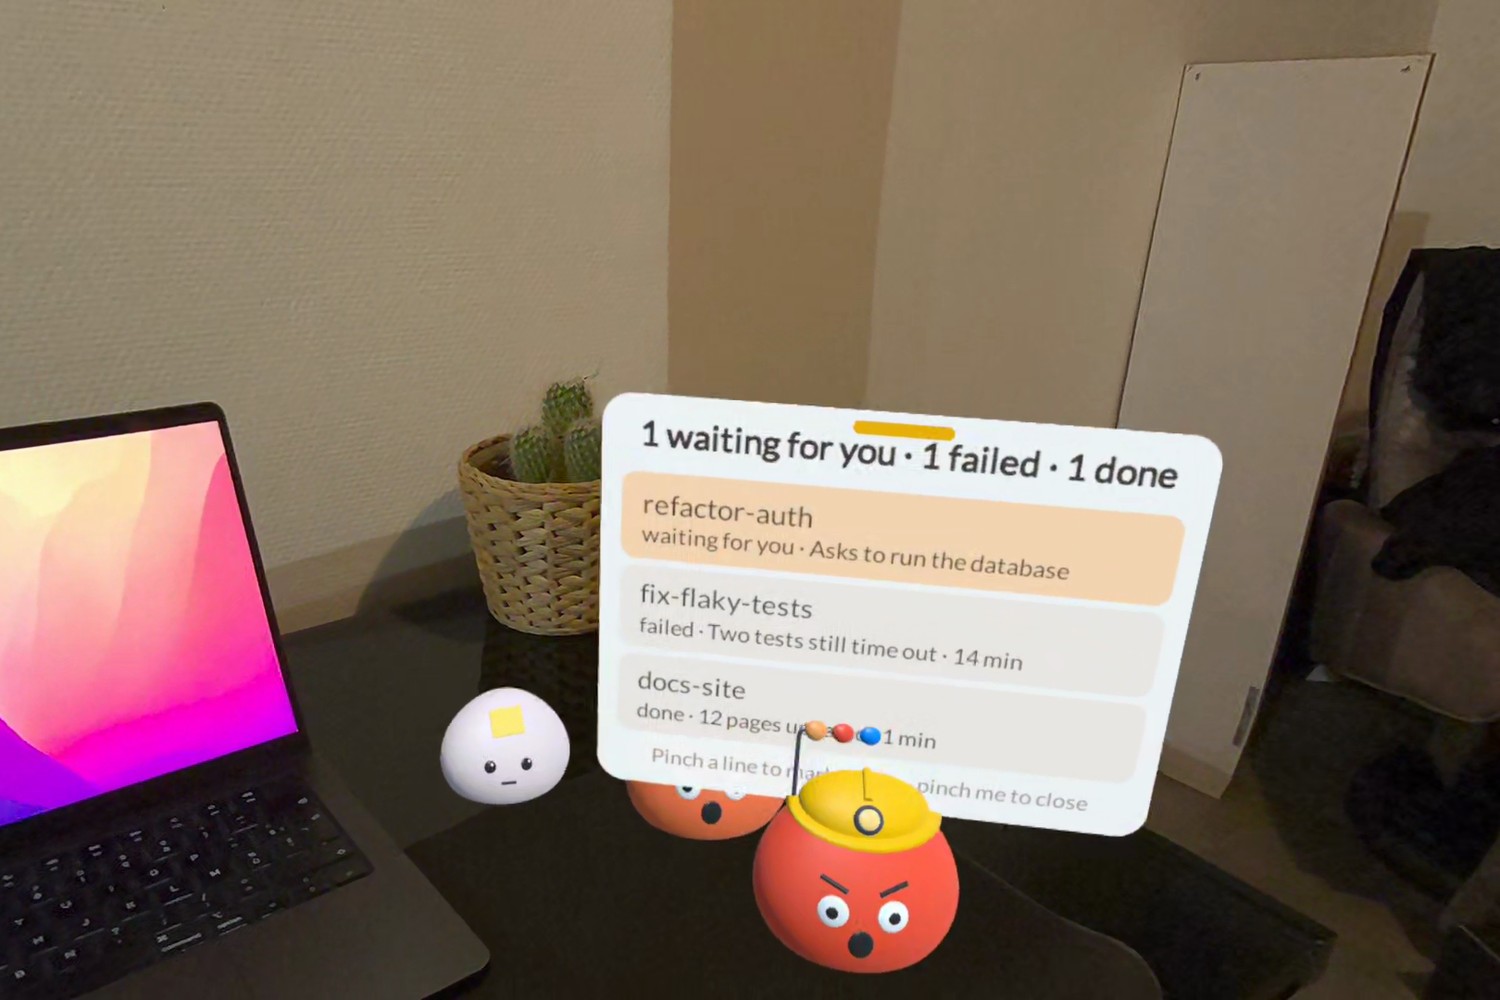 1 waiting for you · 1 failed · 1 done
refactor-auth
waiting for you · Asks to run the database
fix-flaky-tests
failed · Two tests still time out · 14 min
docs-site
done · 12 pages 1 min
Pinch a line to pinch me to close